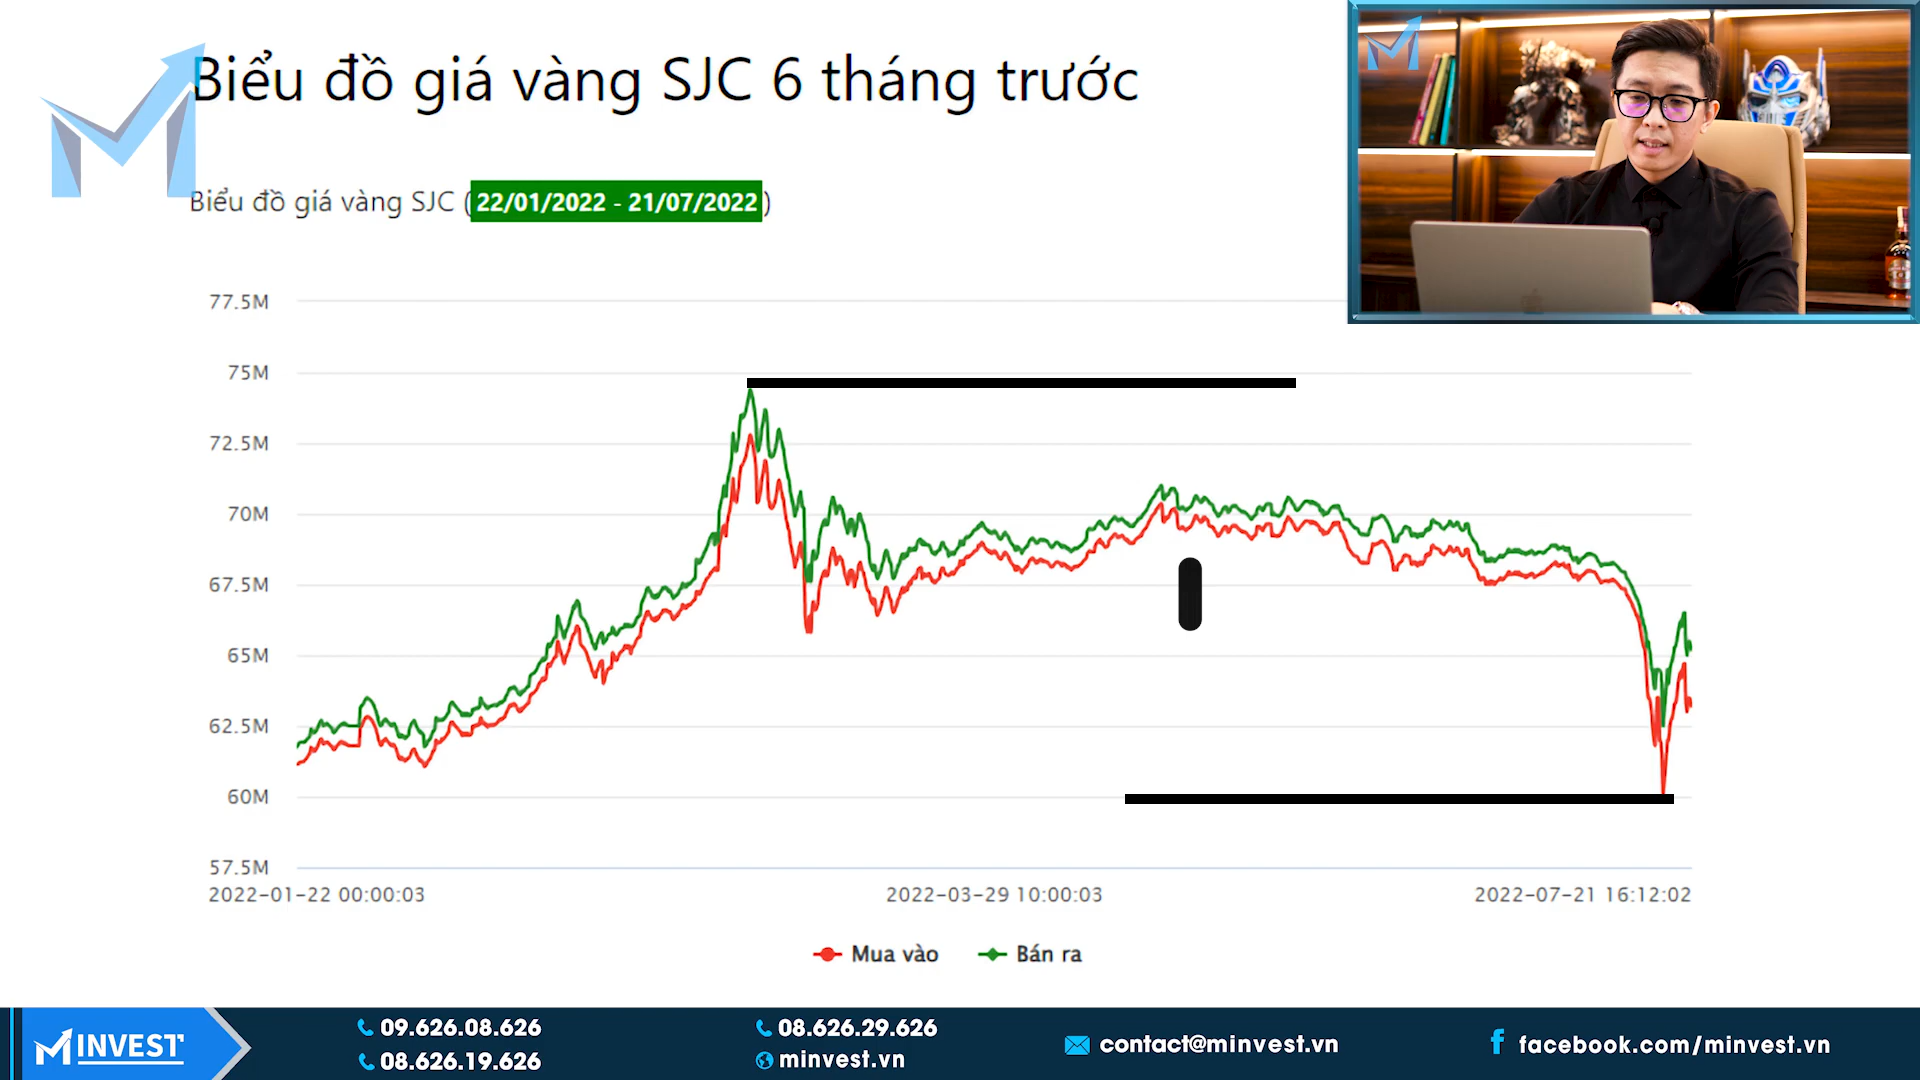 Biểu đồ giá vàng SJC 6 tháng trước
Biểu đồ giá vàng SJC (22/01/2022 - 21/07/2022)
77.5M
75M
72.5M
70M
67.5M
65M
62.5M
60M
57.5M
2022-01-22 00:00:03
2022-03-29 10:00:03
2022-07-21 16:12:02
Mua vào
Bán ra
MINVEST
09.626.08.626
08.626.19.626
08.626.29.626
minvest.vn
contact@minvest.vn
facebook.com/minvest.vn